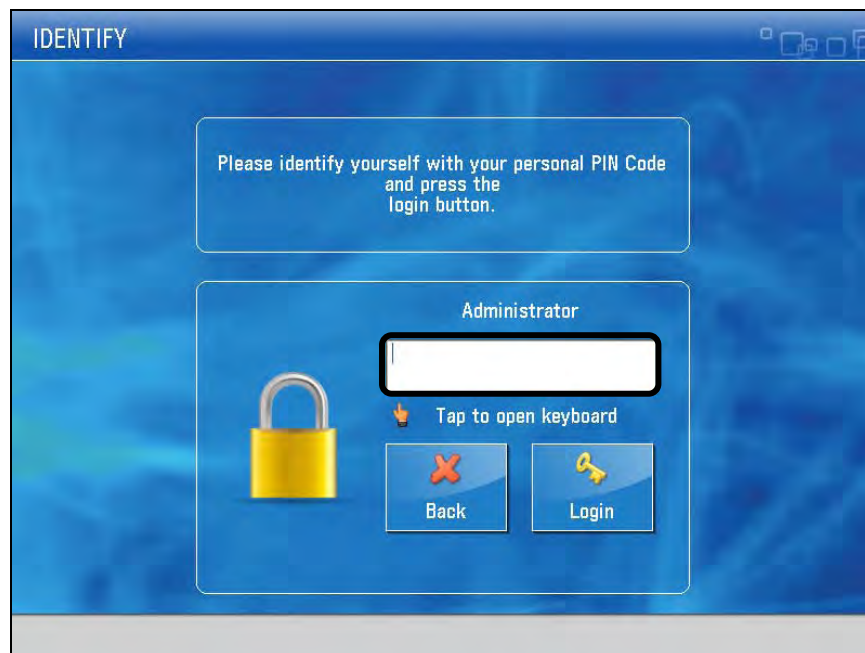 IDENTIFY
Please identify yourself with your personal PIN Code
and press the
login button.
Administrator
Tap to open keyboard
Back
Login